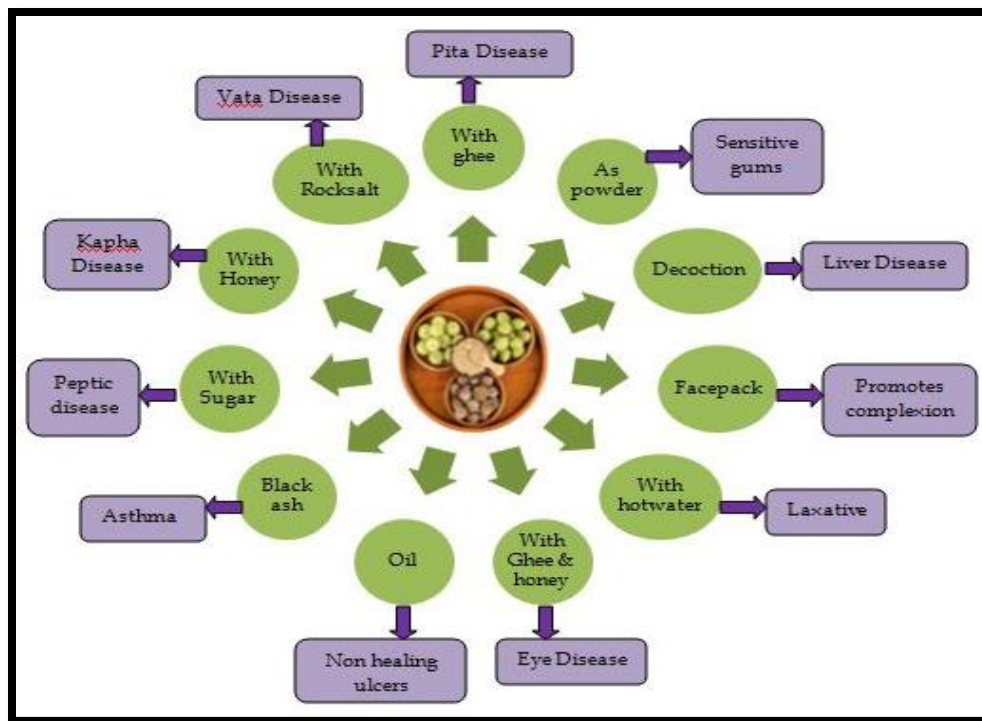 Pita Disease
With
ghee
As
powder
Sensitive
gums
Decoction
Liver Disease
Facepack
Promotes
complexion
With
hotwater
Laxative
With
Ghee &
honey
Eye Disease
Oil
Non healing
ulcers
Black
ash
Asthma
With
Sugar
Peptic
disease
With
Honey
Kapha
Disease
With
Rocksalt
Vata Disease